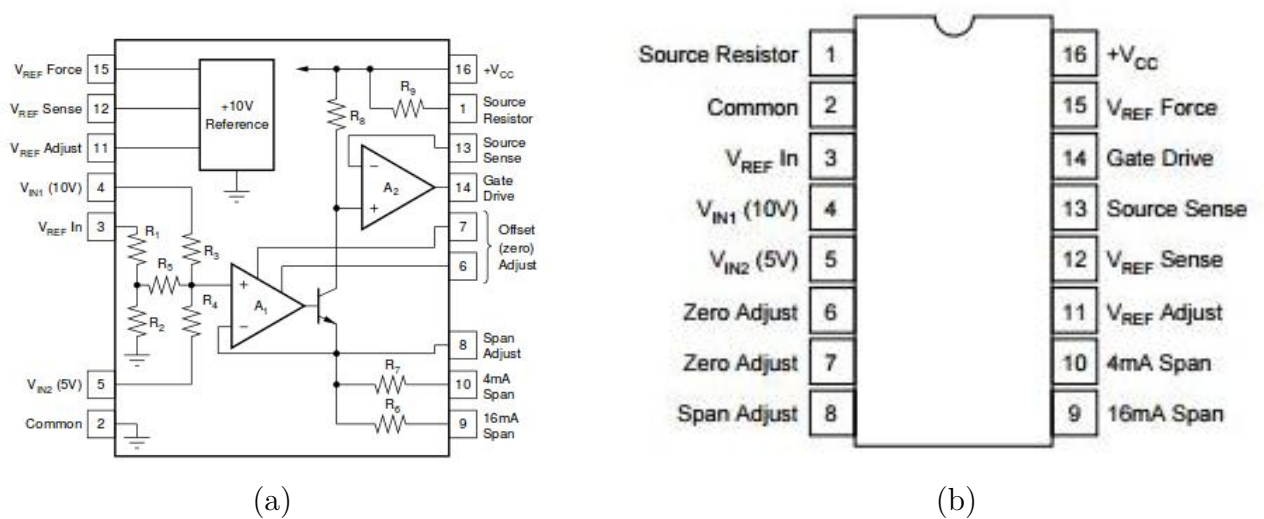 V_REF Force 15
V_REF Sense 12
V_REF Adjust 11
V_IN1 (10V) 4
V_REF In 3
V_IN2 (5V) 5
Common 2
+10V
Reference
R1
R2
R5
R3
R4
A1
R8
R9
A2
R7
R6
16 +V_CC
1 Source
Resistor
13 Source
Sense
14 Gate
Drive
7
6
Offset
(zero)
Adjust
8 Span
Adjust
10 4mA
Span
9 16mA
Span
(a)
Source Resistor 1
Common 2
V_REF In 3
V_IN1 (10V) 4
V_IN2 (5V) 5
Zero Adjust 6
Zero Adjust 7
Span Adjust 8
16 +V_CC
15 V_REF Force
14 Gate Drive
13 Source Sense
12 V_REF Sense
11 V_REF Adjust
10 4mA Span
9 16mA Span
(b)